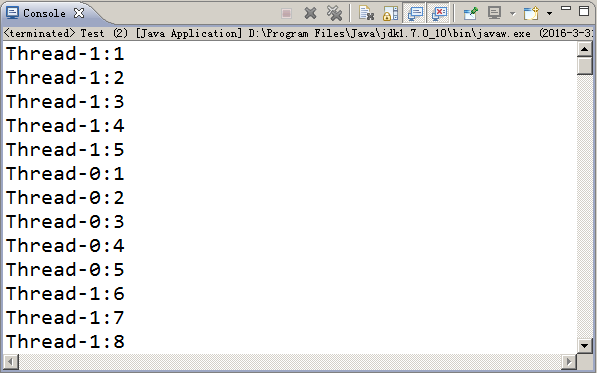 Console
<terminated> Test (2) [Java Application] D:\Program Files\Java\jdk1.7.0_10\bin\javaw.exe (2016-3-31
Thread-1:1
Thread-1:2
Thread-1:3
Thread-1:4
Thread-1:5
Thread-0:1
Thread-0:2
Thread-0:3
Thread-0:4
Thread-0:5
Thread-1:6
Thread-1:7
Thread-1:8